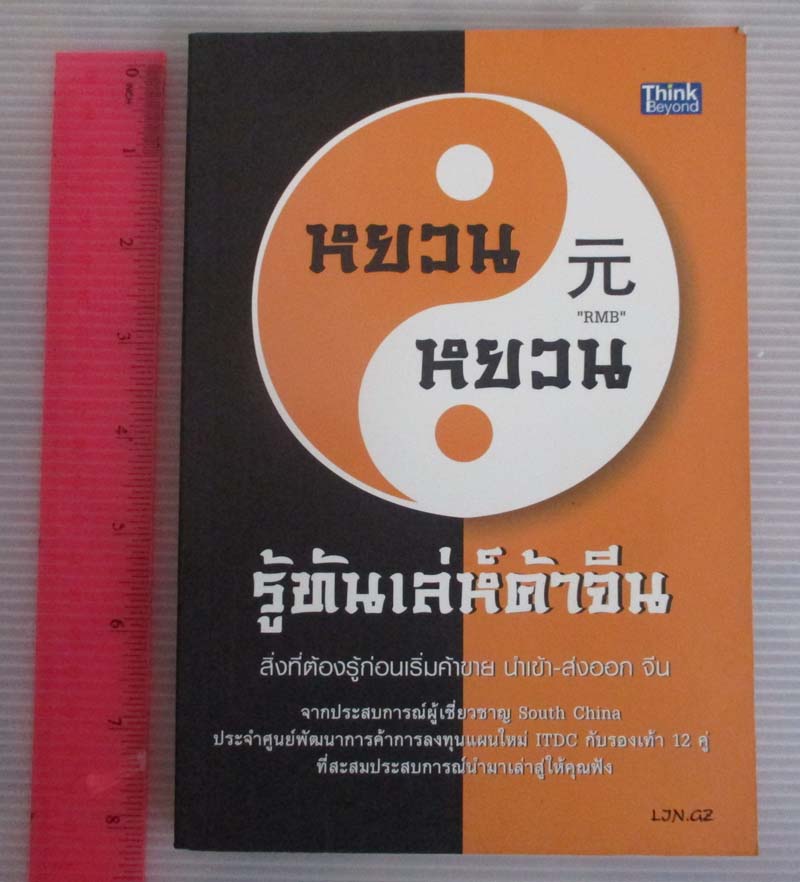 0
INCH
1
2
3
4
5
6
7
8
Think
Beyond
หยวน
元
"RMB"
หยวน
รู้ทันเล่ห์ค้าจีน
สิ่งที่ต้องรู้ก่อนเริ่มค้าขาย นำเข้า-ส่งออก จีน
จากประสบการณ์ผู้เชี่ยวชาญ South China
ประจำศูนย์พัฒนาการค้าการลงทุนแผนใหม่ ITDC กับรองเท้า 12 คู่
ที่สะสมประสบการณ์นำมาเล่าสู่ให้คุณฟัง
LIN.GZ